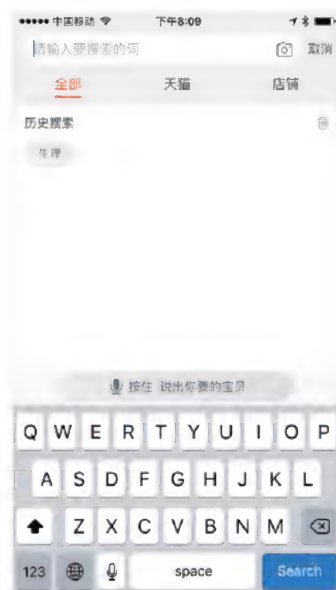 中国移动 下午8:09
请输入要搜索的词 取消
全部 天猫 店铺
历史搜索
按住 说出你要的宝贝
Q W E R T Y U I O P
A S D F G H J K L
Z X C V B N M
123 space Search